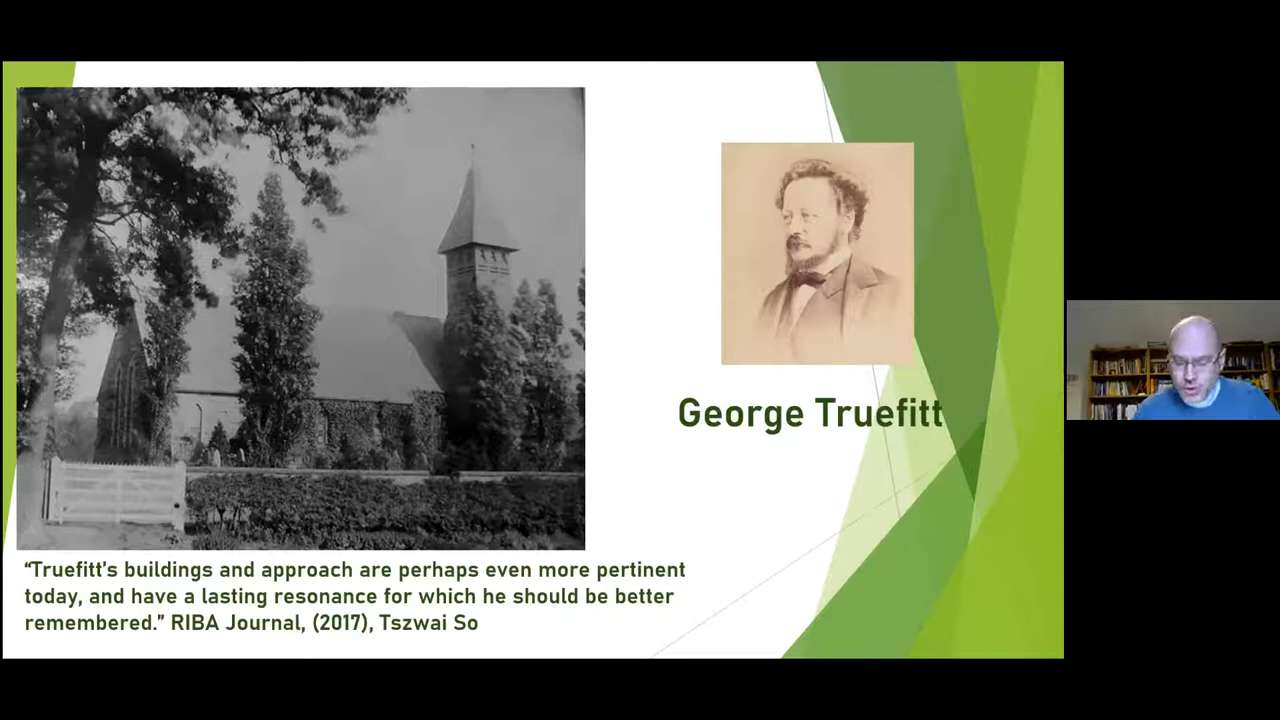 George Truefitt
“Truefitt’s buildings and approach are perhaps even more pertinent
today, and have a lasting resonance for which he should be better
remembered.” RIBA Journal, (2017), Tszwai So